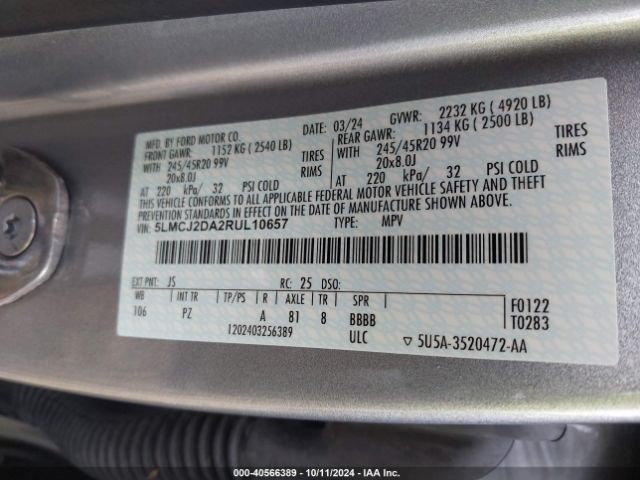 MFD. BY FORD MOTOR CO.
DATE: 03/24 GVWR: 2232 KG ( 4920 LB)
FRONT GAWR: 1152 KG ( 2540 LB) REAR GAWR: 1134 KG ( 2500 LB)
WITH 245/45R20 99V TIRES WITH 245/45R20 99V TIRES
20x8.0J RIMS 20x8.0J RIMS
AT 220 kPa/ 32 PSI COLD AT 220 kPa/ 32 PSI COLD
THIS VEHICLE CONFORMS TO ALL APPLICABLE FEDERAL MOTOR VEHICLE SAFETY AND THEFT
PREVENTION STANDARDS IN EFFECT ON THE DATE OF MANUFACTURE SHOWN ABOVE.
VIN: 5LMCJ2DA2RUL10657 TYPE: MPV
EXT PNT: JS RC: 25 DSO:
WB INT TR TP/PS R AXLE TR SPR
106 PZ A 81 8 BBBB
F0122
T0283
1202403256389 ULC ▽ 5U5A-3520472-AA
000-40566389 - 10/11/2024 - IAA Inc.